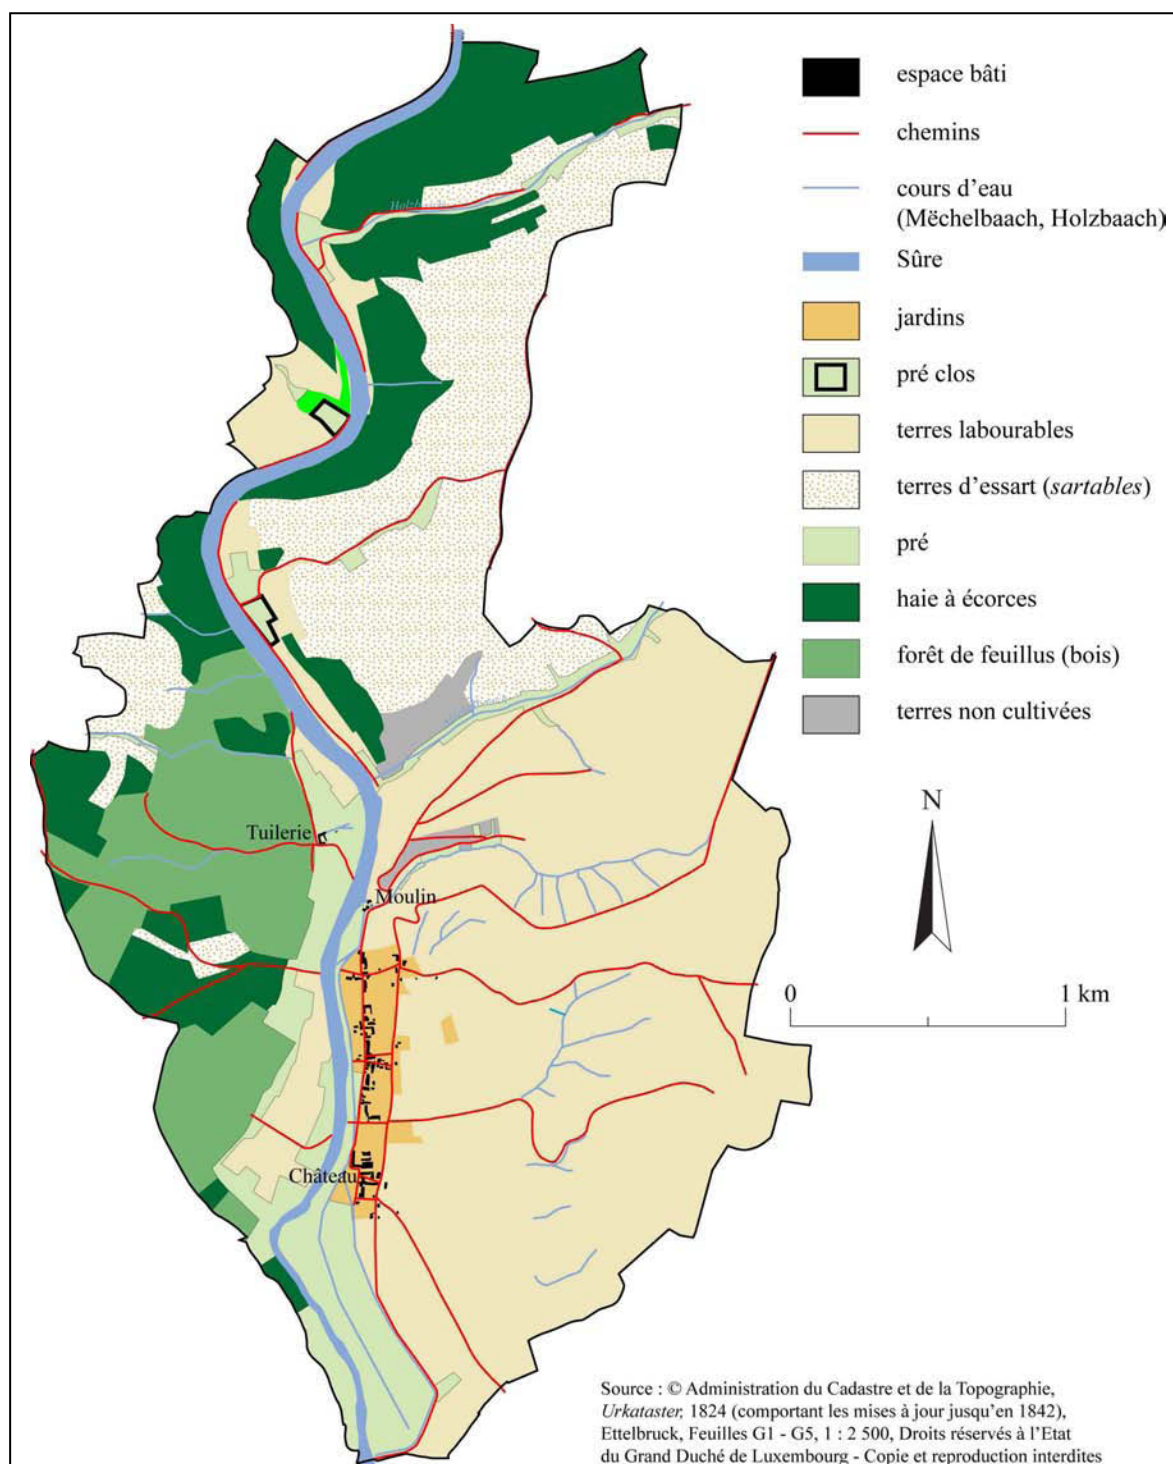 espace bâti
chemins
cours d'eau
(Mëchelbaach, Holzbaach)
Sûre
jardins
pré clos
terres labourables
terres d'essart (sartables)
pré
haie à écorces
forêt de feuillus (bois)
terres non cultivées
N
0 1 km
Holzbaach
Tuilerie
Moulin
Château
Source : © Administration du Cadastre et de la Topographie,
Urkataster, 1824 (comportant les mises à jour jusqu'en 1842),
Ettelbruck, Feuilles G1 - G5, 1 : 2 500, Droits réservés à l'Etat
du Grand Duché de Luxembourg - Copie et reproduction interdites